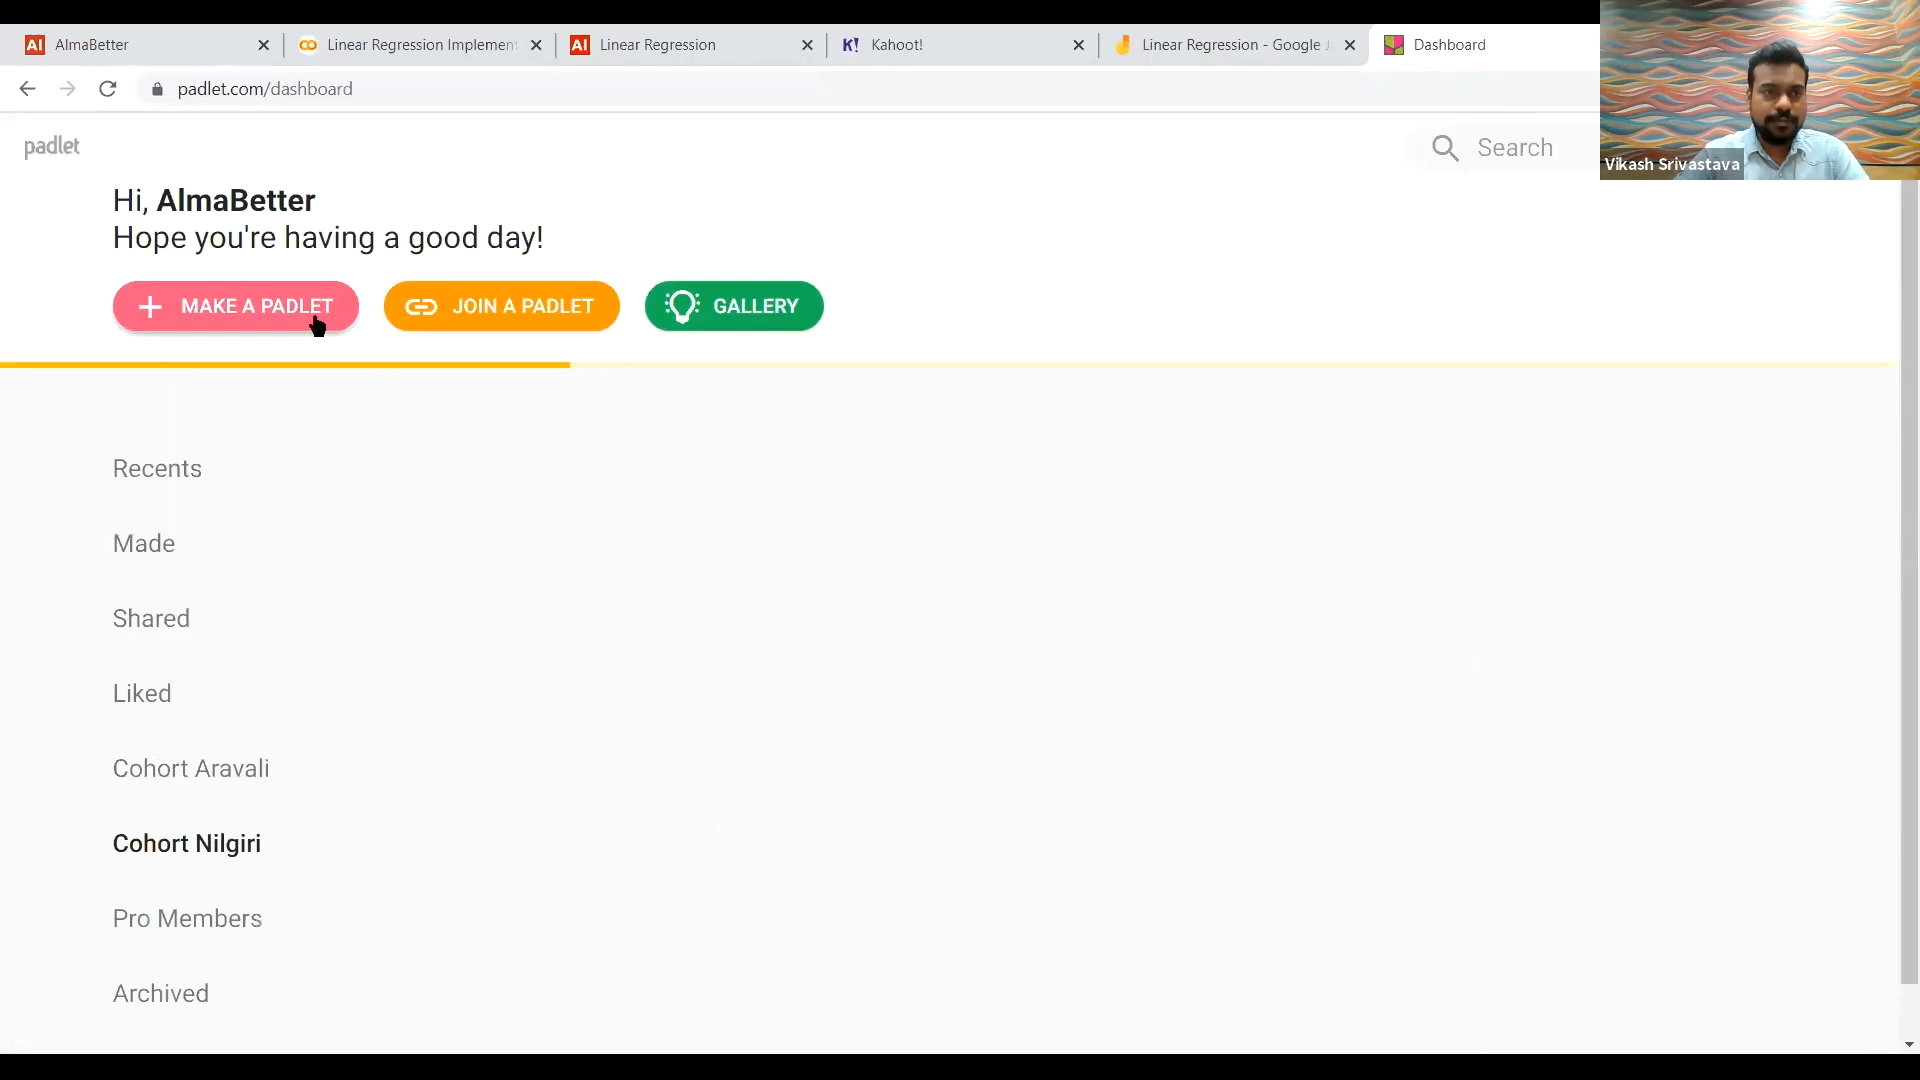 AlmaBetter
Linear Regression Implemen
Linear Regression
Kahoot!
Linear Regression - Google J
Dashboard
padlet.com/dashboard
padlet
Search
Vikash Srivastava
Hi, AlmaBetter
Hope you're having a good day!
MAKE A PADLET
JOIN A PADLET
GALLERY
Recents
Made
Shared
Liked
Cohort Aravali
Cohort Nilgiri
Pro Members
Archived